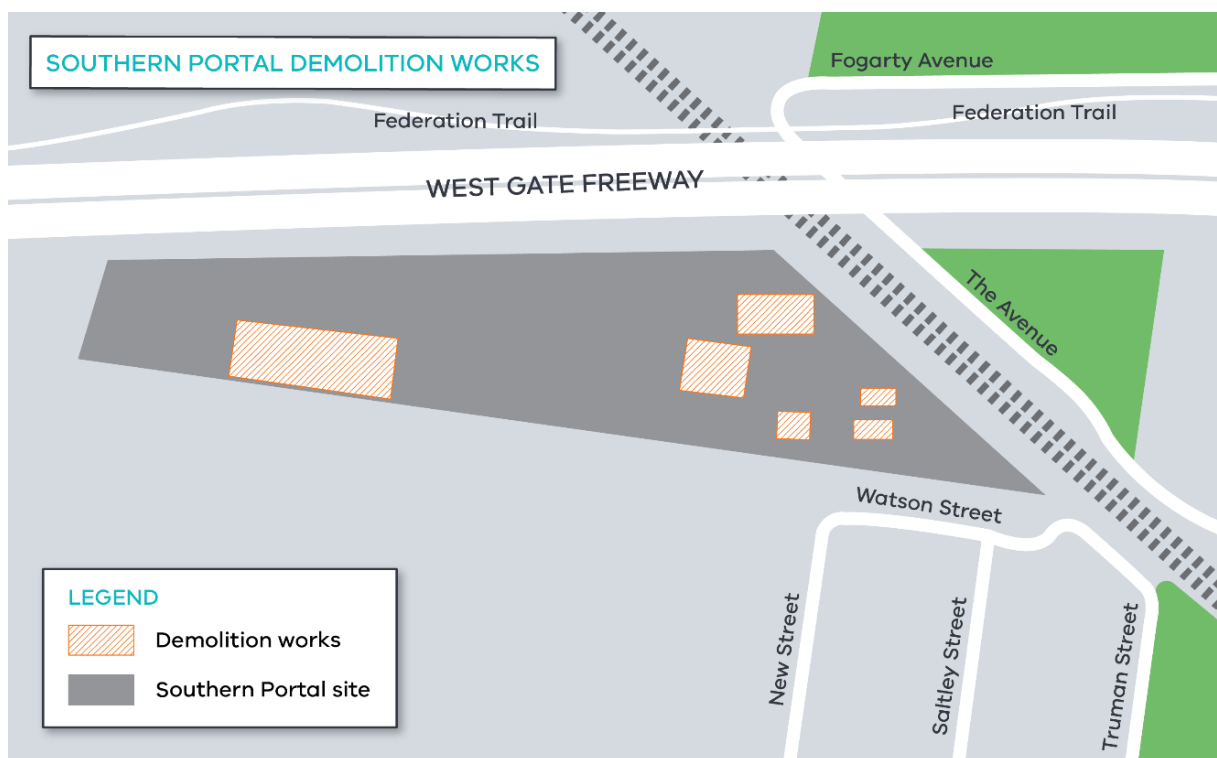 SOUTHERN PORTAL DEMOLITION WORKS
Fogarty Avenue
Federation Trail
Federation Trail
WEST GATE FREEWAY
The Avenue
Watson Street
New Street
Saltley Street
Truman Street
LEGEND
Demolition works
Southern Portal site